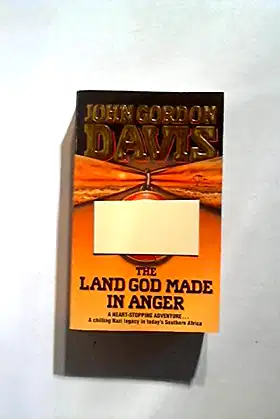 JOHN GORDON
DAVIS
THE
LAND GOD MADE
IN ANGER
A HEART-STOPPING ADVENTURE...
A chilling Nazi legacy in today's Southern Africa